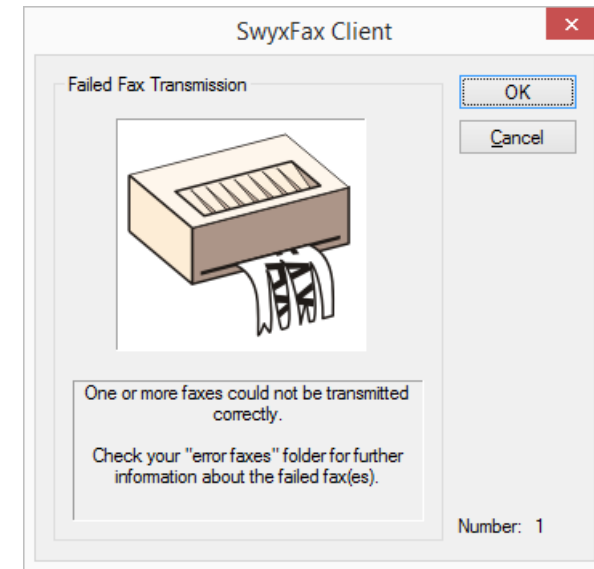 SwyxFax Client
Failed Fax Transmission
OK
Cancel
One or more faxes could not be transmitted
correctly.
Check your "error faxes" folder for further
information about the failed fax(es).
Number: 1